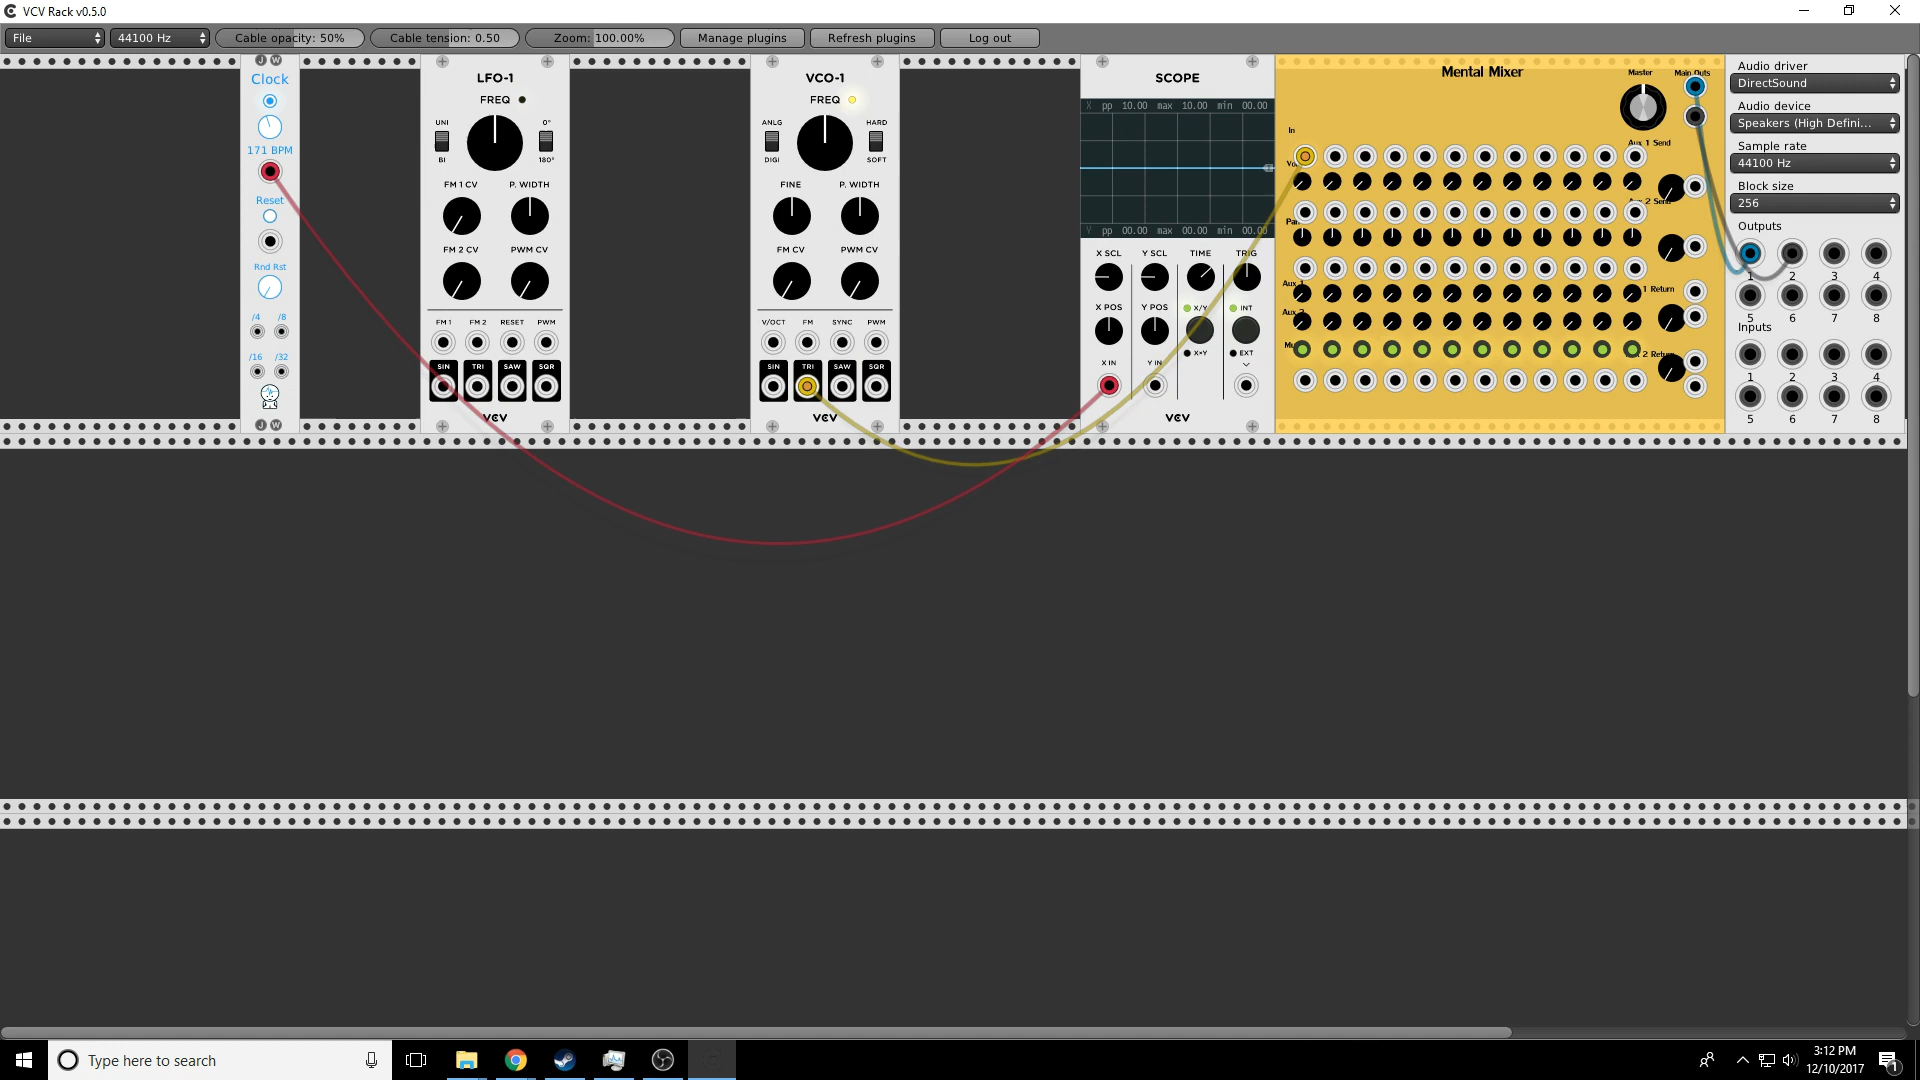 VCV Rack v0.5.0
File 44100 Hz Cable opacity: 50% Cable tension: 0.50 Zoom: 100.00% Manage plugins Refresh plugins Log out
J W
Clock
171 BPM
Reset
Rnd Rst
/4 /8
/16 /32
J W
LFO-1
FREQ
UNI 0°
BI 180°
FM 1 CV P. WIDTH
FM 2 CV PWM CV
FM 1 FM 2 RESET PWM
SIN TRI SAW SQR
VCV
VCO-1
FREQ
ANLG HARD
DIGI SOFT
FINE P. WIDTH
FM CV PWM CV
V/OCT FM SYNC PWM
SIN TRI SAW SQR
VCV
SCOPE
X pp 10.00 max 10.00 min 00.00
Y pp 00.00 max 00.00 min 00.00
X SCL Y SCL TIME TRIG
X POS Y POS X/Y INT
X×Y EXT
X IN Y IN
VCV
Mental Mixer
Master Main Outs
In
Aux 1 Send
Pan
1 Return
Audio driver
DirectSound
Audio device
Speakers (High Defini...
Sample rate
44100 Hz
Block size
256
Outputs
1 2 3 4
5 6 7 8
Inputs
1 2 3 4
5 6 7 8
Type here to search
3:12 PM
12/10/2017
1